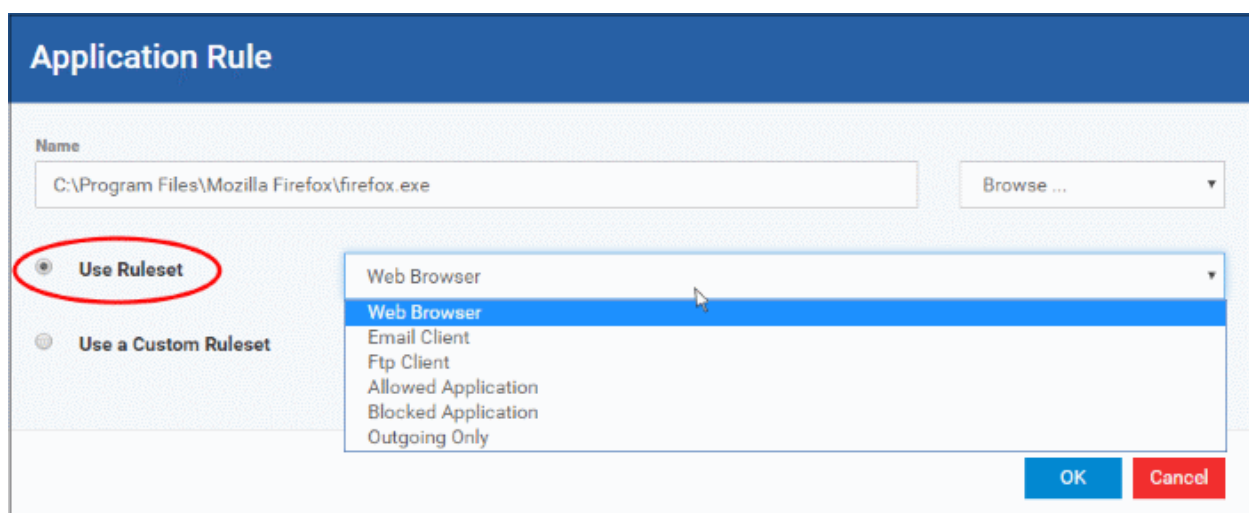 Application Rule
Name
C:\Program Files\Mozilla Firefox\firefox.exe
Browse ...
Use Ruleset
Web Browser
Web Browser
Email Client
Use a Custom Ruleset
Ftp Client
Allowed Application
Blocked Application
Outgoing Only
OK
Cancel